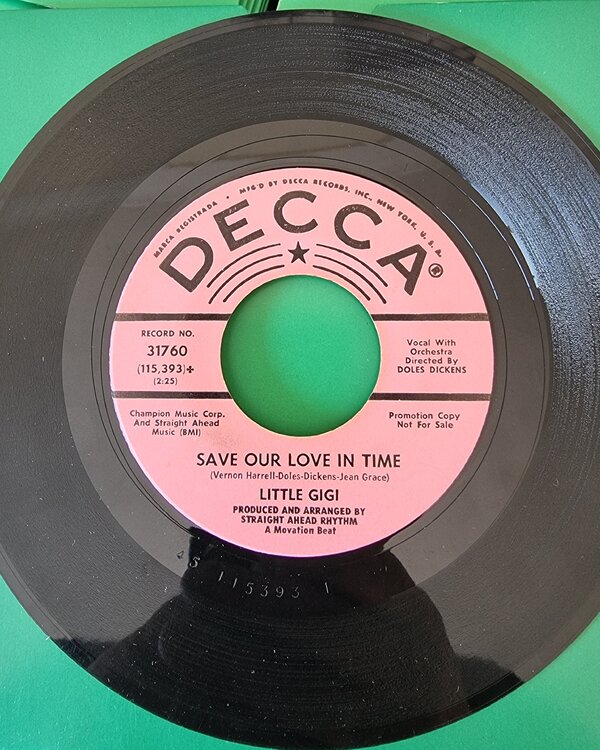 MARCA REGISTRADA • MFG'D BY DECCA RECORDS, INC., NEW YORK, U. S. A.
DECCA®
RECORD NO.
31760
(115,393)✤
(2:25)
Vocal With
Orchestra
Directed By
DOLES DICKENS
Champion Music Corp.
And Straight Ahead
Music (BMI)
Promotion Copy
Not For Sale
SAVE OUR LOVE IN TIME
(Vernon Harrell-Doles-Dickens-Jean Grace)
LITTLE GIGI
PRODUCED AND ARRANGED BY
STRAIGHT AHEAD RHYTHM
A Movation Beat
45 115393 1